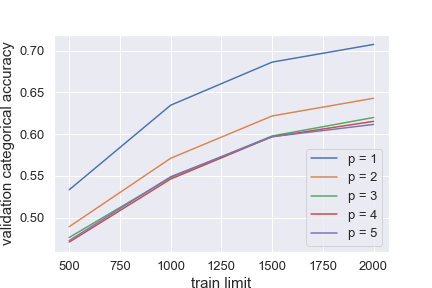 validation categorical accuracy
0.70
0.65
0.60
0.55
0.50
p = 1
p = 2
p = 3
p = 4
p = 5
500 750 1000 1250 1500 1750 2000
train limit